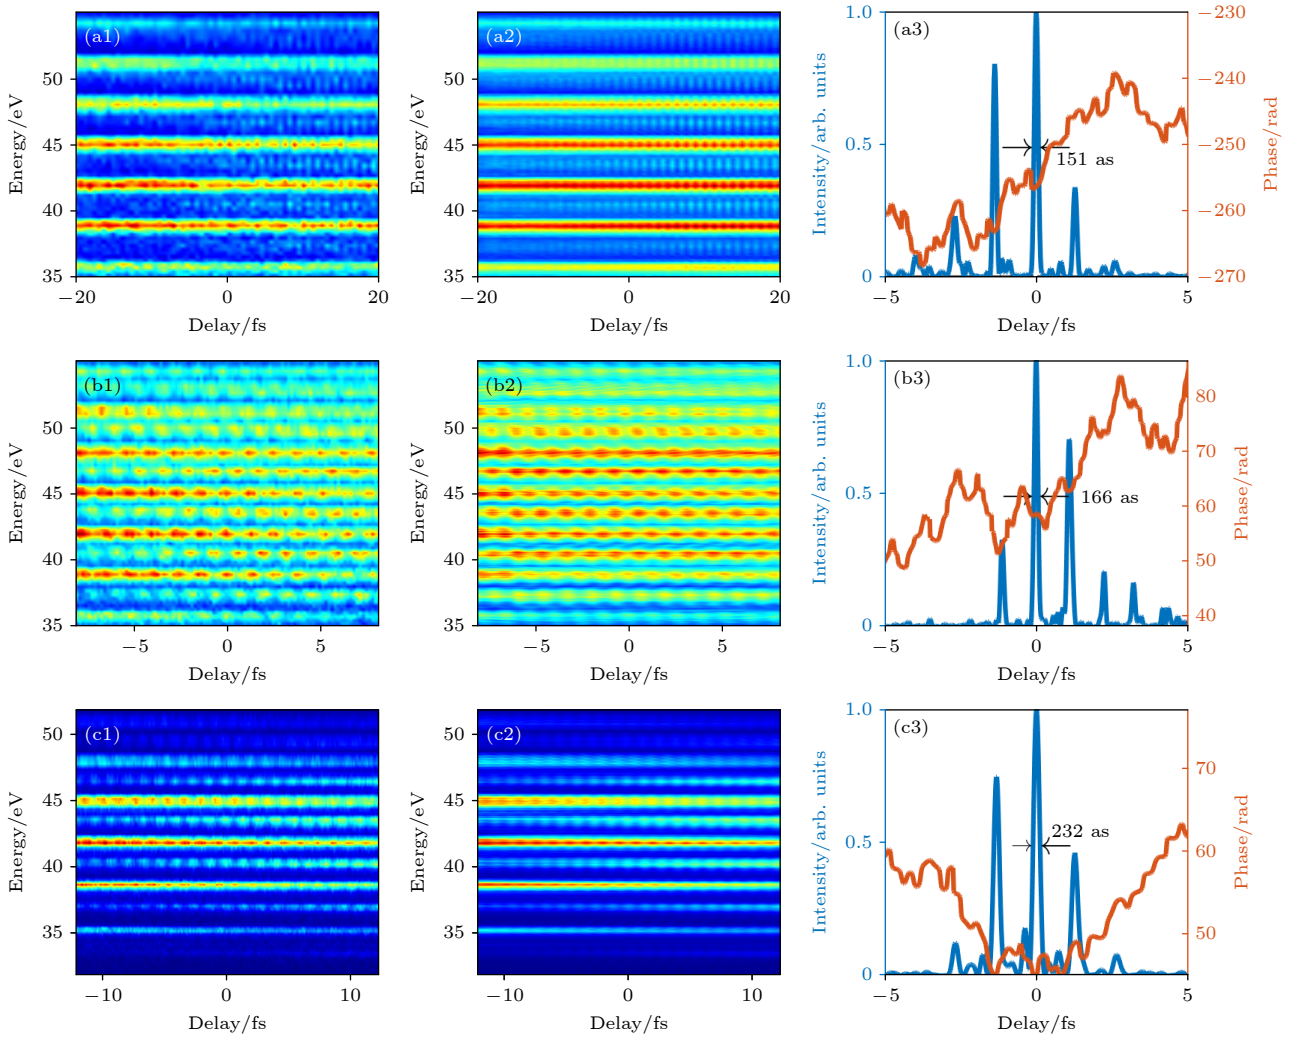 (a1)
Energy/eV
50
45
40
35
−20
0
20
Delay/fs
(a2)
Energy/eV
50
45
40
35
−20
0
20
Delay/fs
(a3)
Intensity/arb. units
1.0
0.5
0
151 as
−230
−240
−250
−260
−270
Phase/rad
−5
0
5
Delay/fs
(b1)
Energy/eV
50
45
40
35
−5
0
5
Delay/fs
(b2)
Energy/eV
50
45
40
35
−5
0
5
Delay/fs
(b3)
Intensity/arb. units
1.0
0.5
0
166 as
80
70
60
50
40
Phase/rad
−5
0
5
Delay/fs
(c1)
Energy/eV
50
45
40
35
−10
0
10
Delay/fs
(c2)
Energy/eV
50
45
40
35
−10
0
10
Delay/fs
(c3)
Intensity/arb. units
1.0
0.5
0
232 as
70
60
50
Phase/rad
−5
0
5
Delay/fs